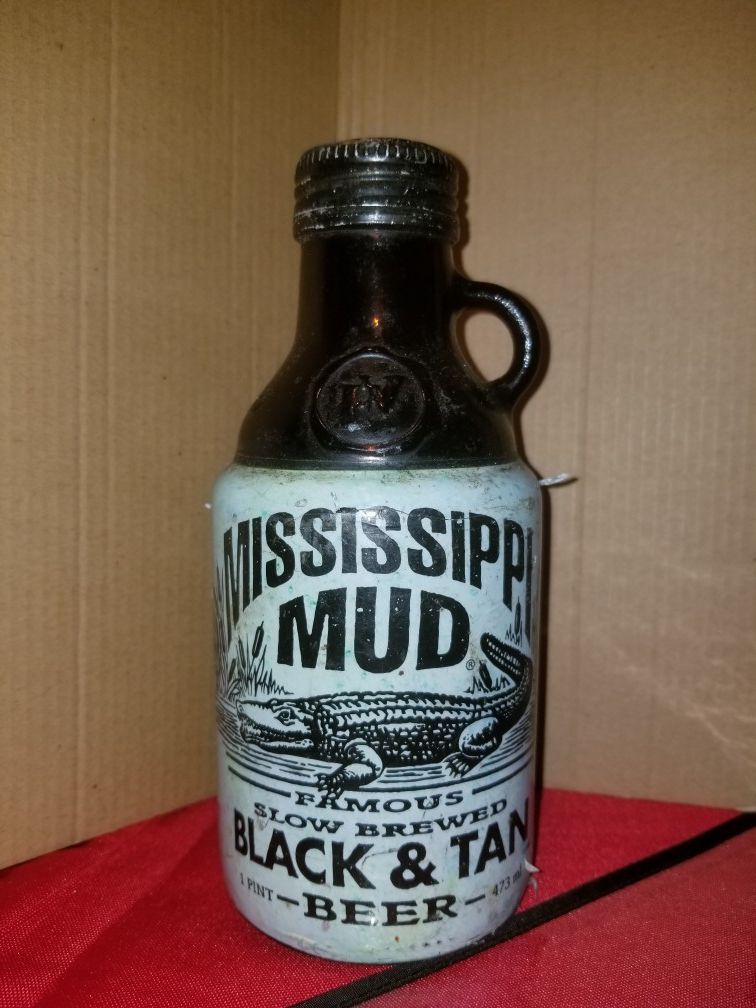 MISSISSIPPI
MUD®
FAMOUS
SLOW BREWED
BLACK & TAN
1 PINT – BEER – 473 ml